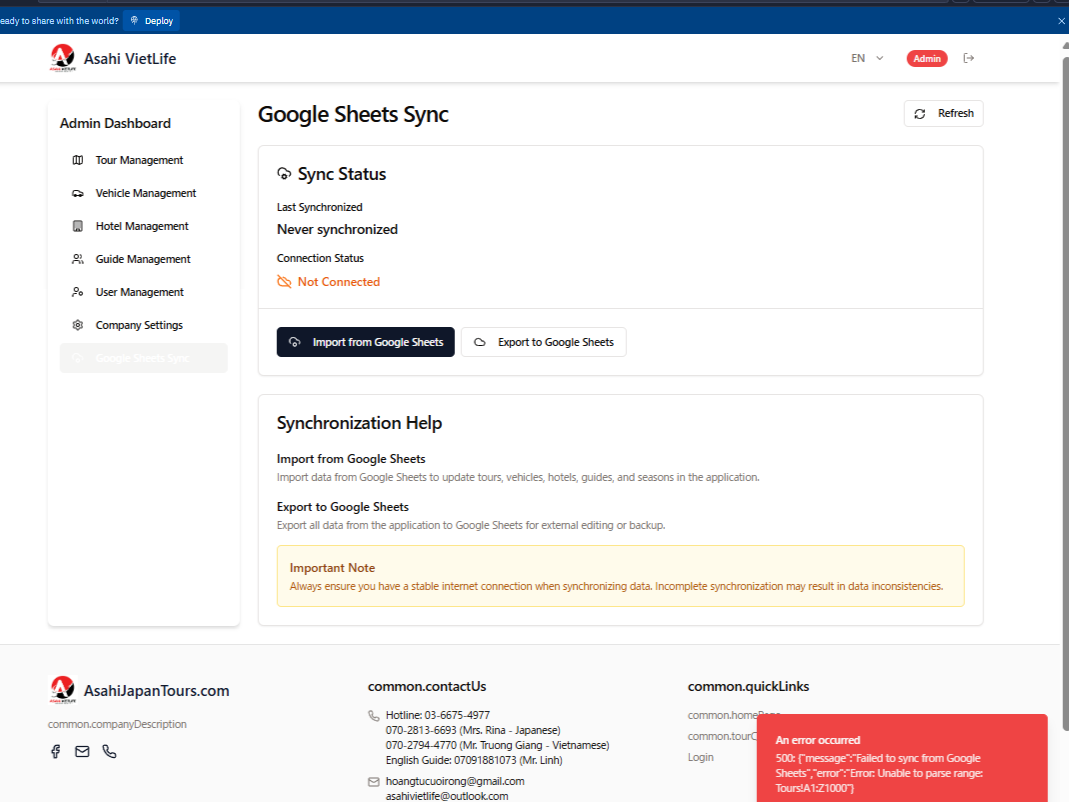 eady to share with the world? Deploy
Asahi VietLife
EN
Admin
Admin Dashboard
Tour Management
Vehicle Management
Hotel Management
Guide Management
User Management
Company Settings
Google Sheets Sync
Google Sheets Sync
Refresh
Sync Status
Last Synchronized
Never synchronized
Connection Status
Not Connected
Import from Google Sheets
Export to Google Sheets
Synchronization Help
Import from Google Sheets
Import data from Google Sheets to update tours, vehicles, hotels, guides, and seasons in the application.
Export to Google Sheets
Export all data from the application to Google Sheets for external editing or backup.
Important Note
Always ensure you have a stable internet connection when synchronizing data. Incomplete synchronization may result in data inconsistencies.
AsahiJapanTours.com
common.companyDescription
common.contactUs
Hotline: 03-6675-4977
070-2813-6693 (Mrs. Rina - Japanese)
070-2794-4770 (Mr. Truong Giang - Vietnamese)
English Guide: 07091881073 (Mr. Linh)
hoangtucuoirong@gmail.com
asahivietlife@outlook.com
common.quickLinks
common.homePage
common.tourC
Login
An error occurred
500: {"message":"Failed to sync from Google
Sheets","error":"Error: Unable to parse range:
Tours!A1:Z1000"}